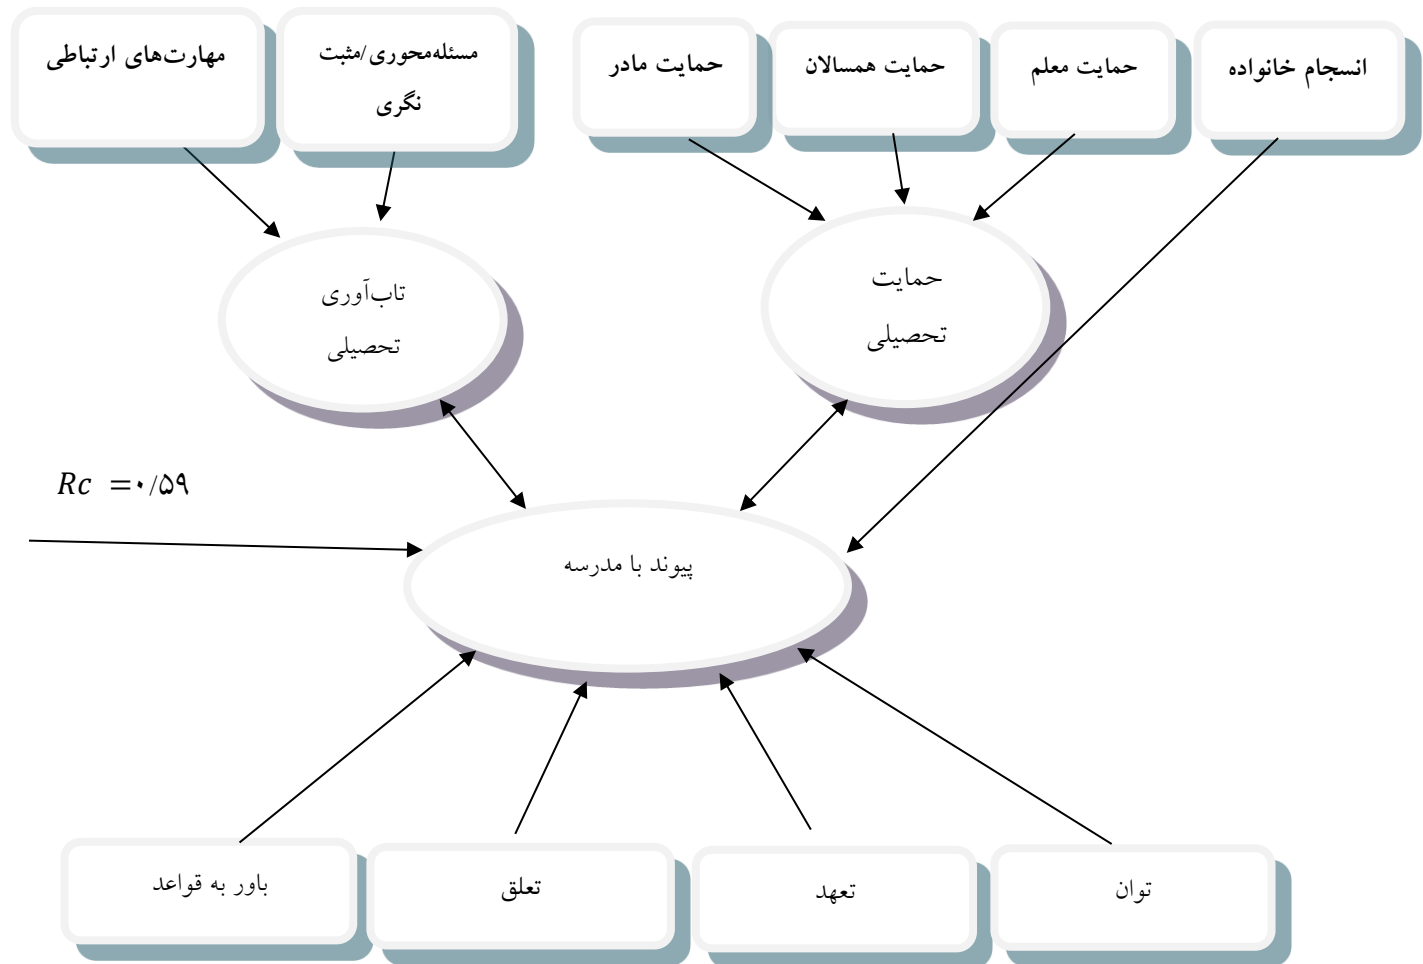 انسجام خانواده
حمایت معلم
حمایت همسالان
حمایت مادر
مسئله‌محوری/مثبت
نگری
مهارت‌های ارتباطی
حمایت
تحصیلی
تاب‌آوری
تحصیلی
Rc =۰/۵۹
پیوند با مدرسه
توان
تعهد
تعلق
باور به قواعد